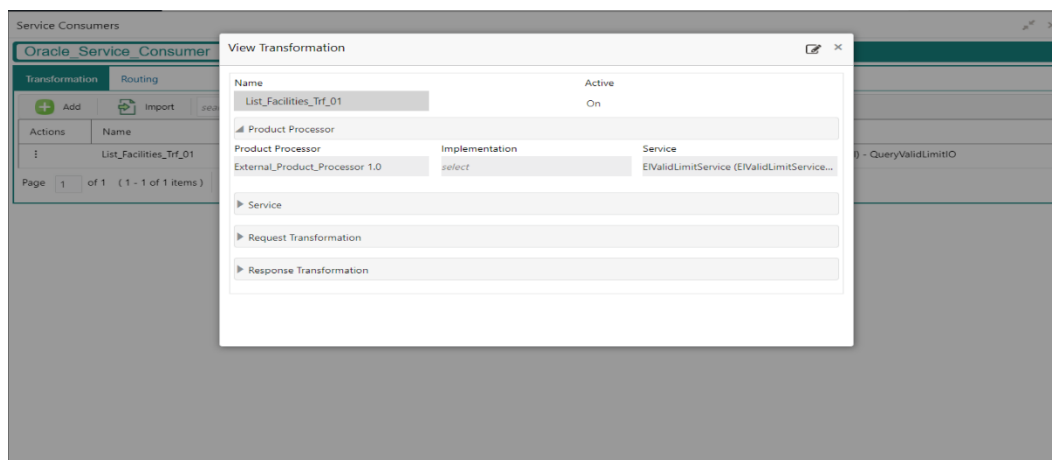 Service Consumers
Oracle_Service_Consumer
Transformation Routing
Add Import
Actions Name
List_Facilities_Trf_01 - QueryValidLimitIO
Page 1 of 1 ( 1 - 1 of 1 items )
View Transformation
Name Active
List_Facilities_Trf_01 On
Product Processor
Product Processor Implementation Service
External_Product_Processor 1.0 select EIValidLimitService (EIValidLimitService...
Service
Request Transformation
Response Transformation